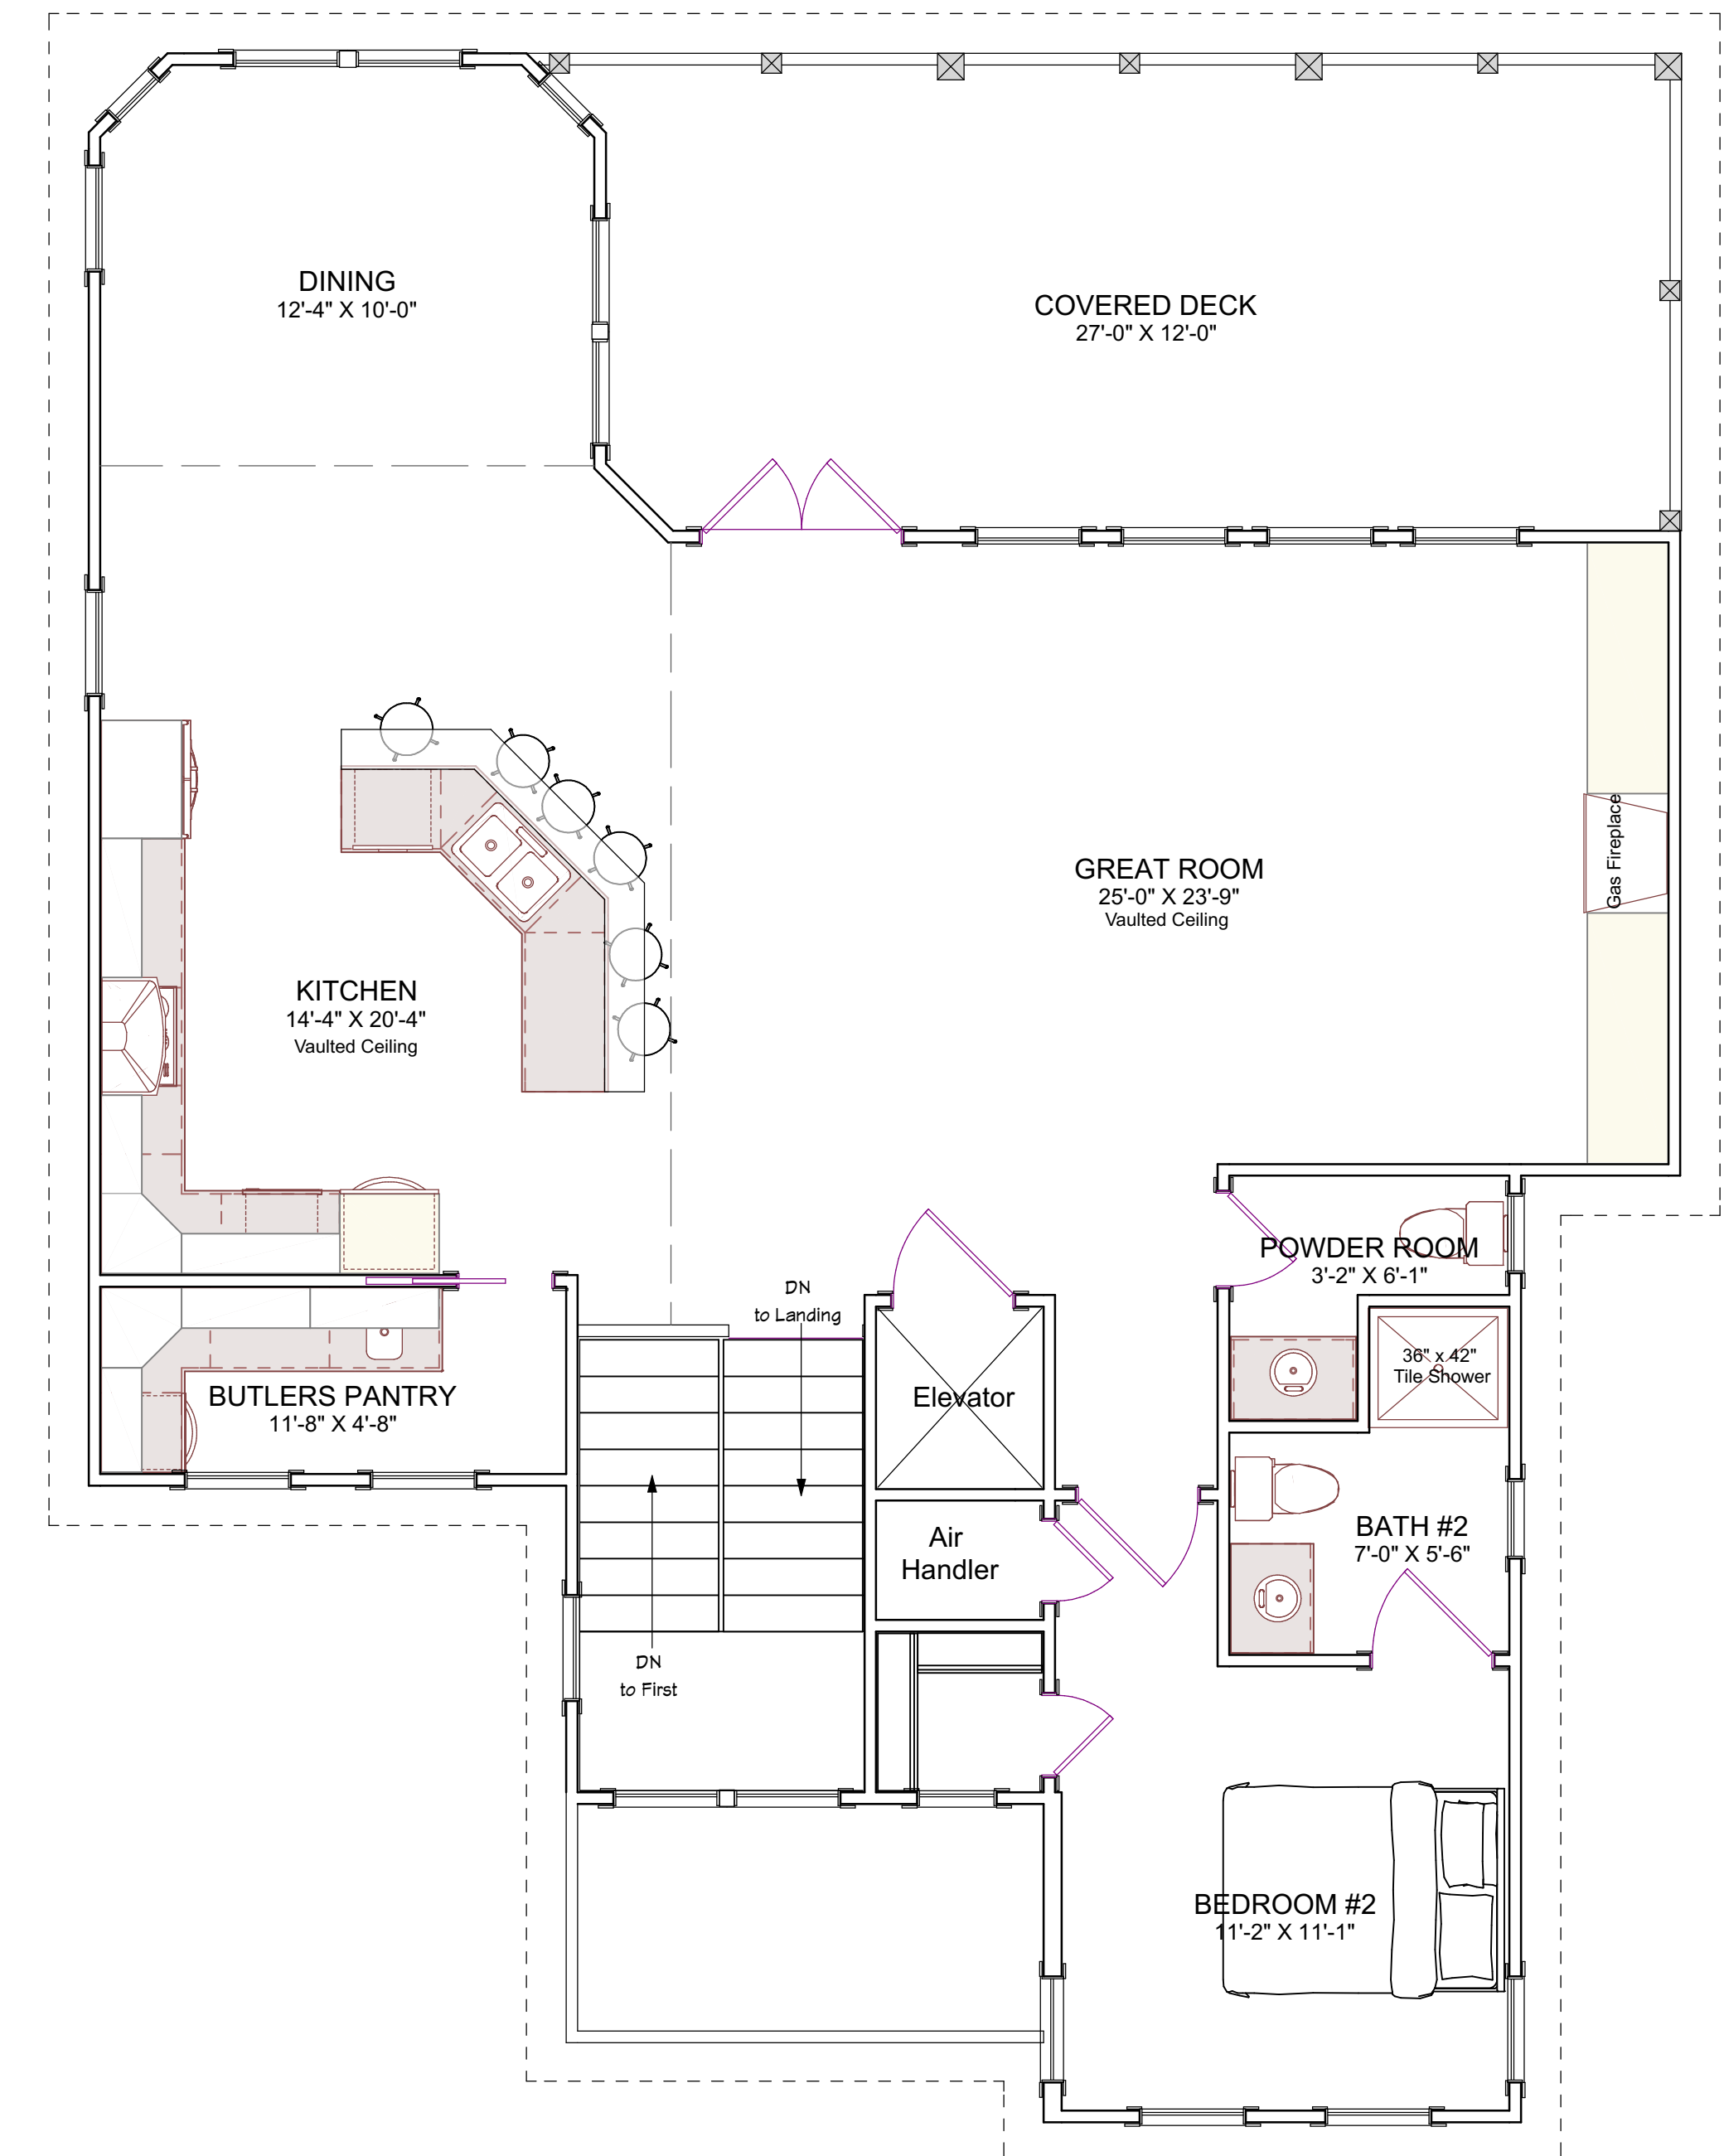 DINING
12'-4" X 10'-0"
COVERED DECK
27'-0" X 12'-0"
GREAT ROOM
25'-0" X 23'-9"
Vaulted Ceiling
Gas Fireplace
KITCHEN
14'-4" X 20'-4"
Vaulted Ceiling
POWDER ROOM
3'-2" X 6'-1"
DN
to Landing
36" x 42"
Tile Shower
BUTLERS PANTRY
11'-8" X 4'-8"
Elevator
BATH #2
7'-0" X 5'-6"
Air
Handler
DN
to First
BEDROOM #2
11'-2" X 11'-1"